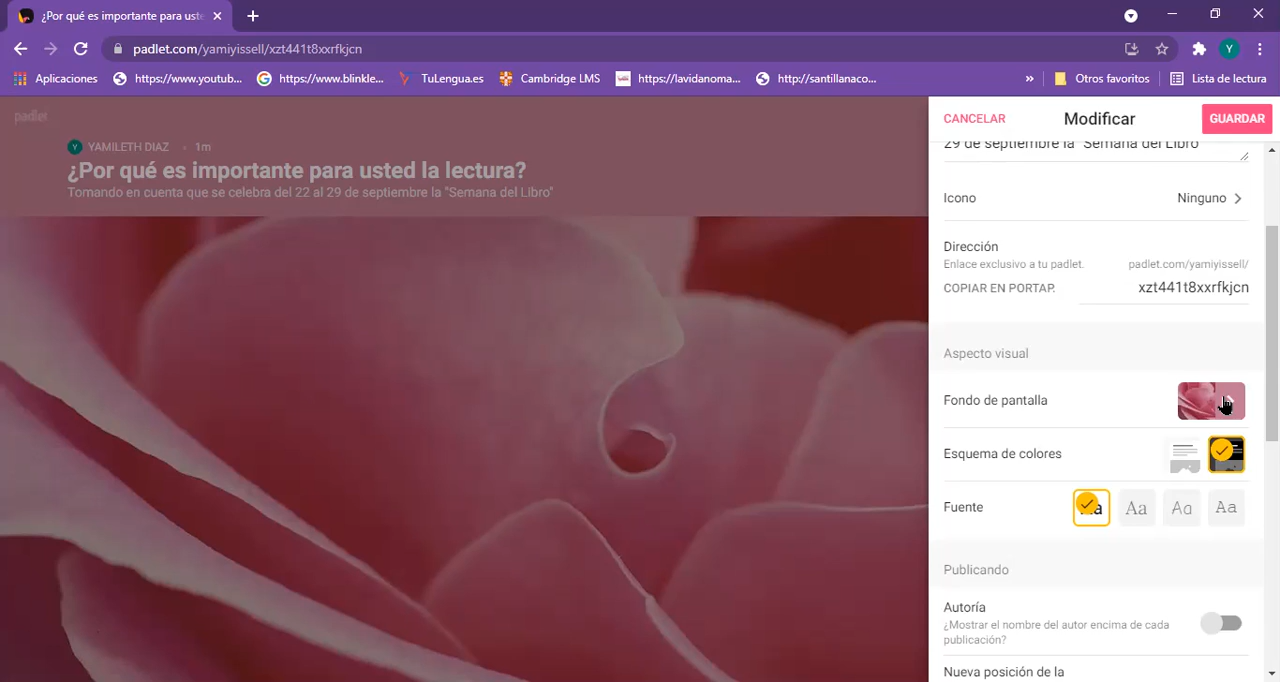 ¿Por qué es importante para uste
padlet.com/yamiyissell/xzt441t8xxrfkjcn
Y
Aplicaciones
https://www.youtub...
https://www.blinkle...
TuLengua.es
Cambridge LMS
https://lavidanoma...
http://santillanaco...
»
Otros favoritos
Lista de lectura
padlet
Y YAMILETH DIAZ • 1m
¿Por qué es importante para usted la lectura?
Tomando en cuenta que se celebra del 22 al 29 de septiembre la "Semana del LIbro"
CANCELAR
Modificar
GUARDAR
29 de septiembre la "Semana del LIbro"
Icono
Ninguno
Dirección
Enlace exclusivo a tu padlet.
padlet.com/yamiyissell/
COPIAR EN PORTAP.
xzt441t8xxrfkjcn
Aspecto visual
Fondo de pantalla
Esquema de colores
Fuente
Aa Aa Aa
Publicando
Autoría
¿Mostrar el nombre del autor encima de cada
publicación?
Nueva posición de la